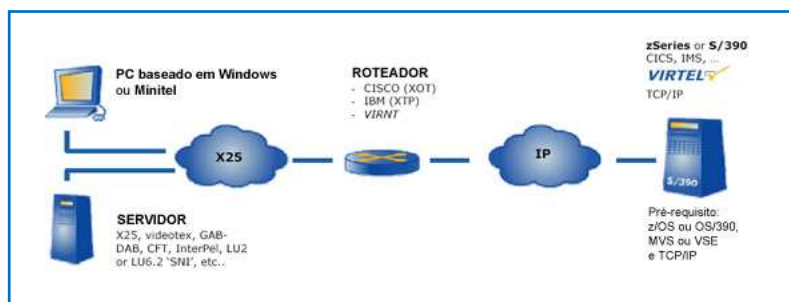 PC baseado em Windows
ou Minitel
ROTEADOR
- CISCO (XOT)
- IBM (XTP)
- VIRNT
zSeries or S/390
CICS, IMS, ...
VIRTEL
TCP/IP
X25
IP
S/390
SERVIDOR
X25, videotex, GAB-
DAB, CFT, InterPel, LU2
or LU6.2 'SNI', etc..
Pré-requisito:
z/OS ou OS/390,
MVS ou VSE
e TCP/IP